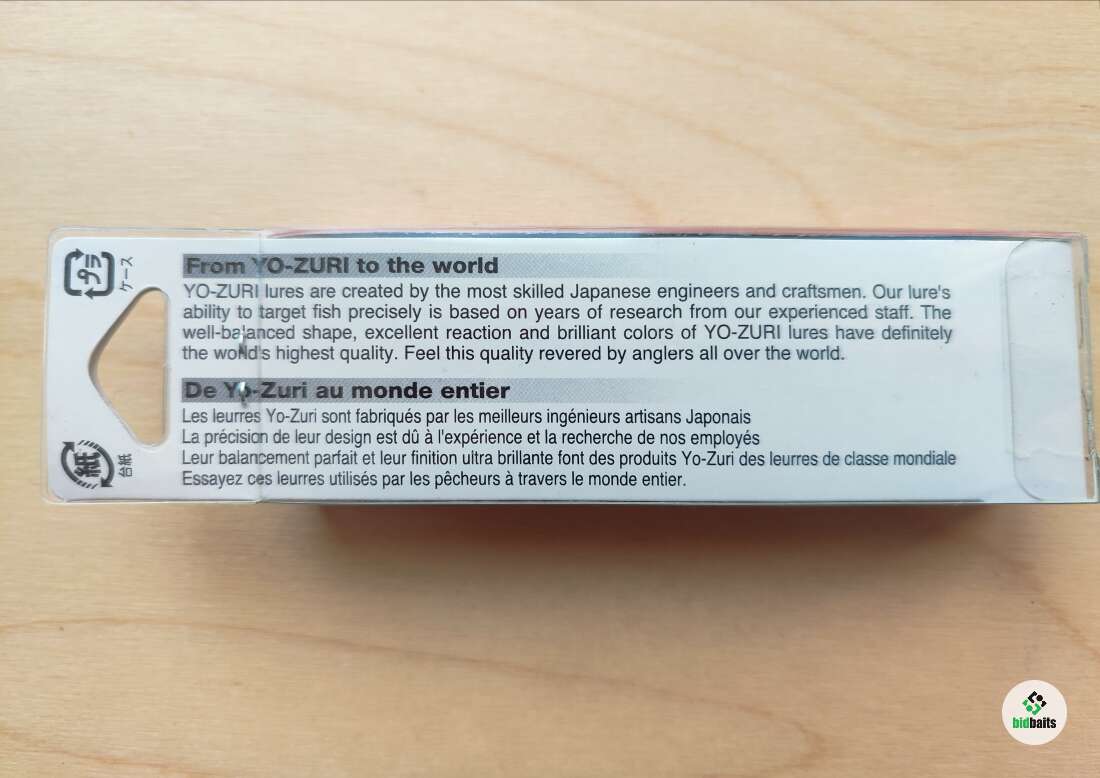 プラ
ケース
From YO-ZURI to the world
YO-ZURI lures are created by the most skilled Japanese engineers and craftsmen. Our lure's
ability to target fish precisely is based on years of research from our experienced staff. The
well-balanced shape, excellent reaction and brilliant colors of YO-ZURI lures have definitely
the world's highest quality. Feel this quality revered by anglers all over the world.
De Yo-Zuri au monde entier
Les leurres Yo-Zuri sont fabriqués par les meilleurs ingénieurs artisans Japonais
La précision de leur design est dû à l'expérience et la recherche de nos employés
Leur balancement parfait et leur finition ultra brillante font des produits Yo-Zuri des leurres de classe mondiale
Essayez ces leurres utilisés par les pêcheurs à travers le monde entier.
紙
台紙
bidbaits